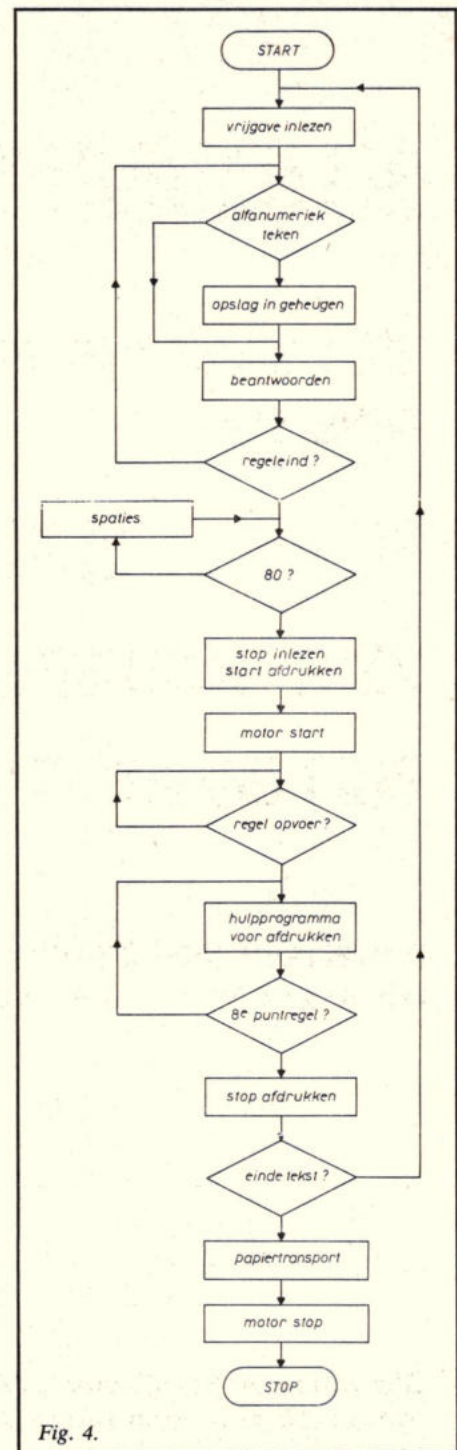 START
vrijgave inlezen
alfanumeriek
teken
opslag in geheugen
beantwoorden
regeleind ?
spaties
80 ?
stop inlezen
start afdrukken
motor start
regel opvoer ?
hulpprogramma
voor afdrukken
8e puntregel ?
stop afdrukken
einde tekst ?
papiertransport
motor stop
STOP
Fig. 4.